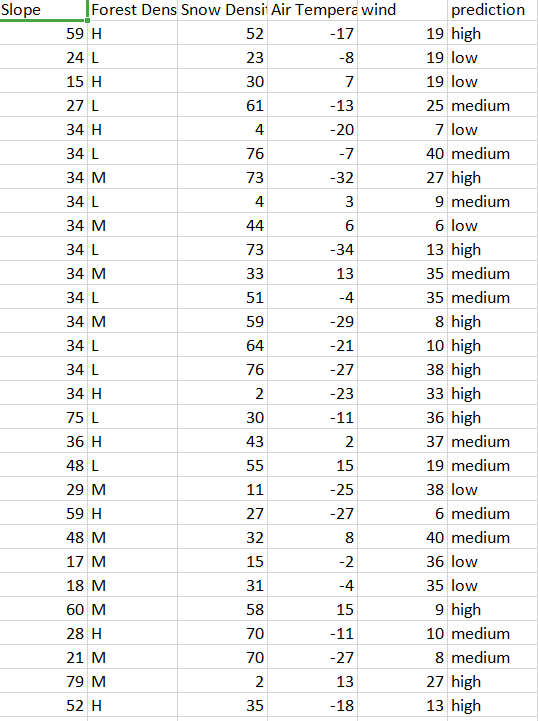 Slope Forest Dens Snow Densit Air Tempera wind prediction
59 H 52 -17 19 high
24 L 23 -8 19 low
15 H 30 7 19 low
27 L 61 -13 25 medium
34 H 4 -20 7 low
34 L 76 -7 40 medium
34 M 73 -32 27 high
34 L 4 3 9 medium
34 M 44 6 6 low
34 L 73 -34 13 high
34 M 33 13 35 medium
34 L 51 -4 35 medium
34 M 59 -29 8 high
34 L 64 -21 10 high
34 L 76 -27 38 high
34 H 2 -23 33 high
75 L 30 -11 36 high
36 H 43 2 37 medium
48 L 55 15 19 medium
29 M 11 -25 38 low
59 H 27 -27 6 medium
48 M 32 8 40 medium
17 M 15 -2 36 low
18 M 31 -4 35 low
60 M 58 15 9 high
28 H 70 -11 10 medium
21 M 70 -27 8 medium
79 M 2 13 27 high
52 H 35 -18 13 high